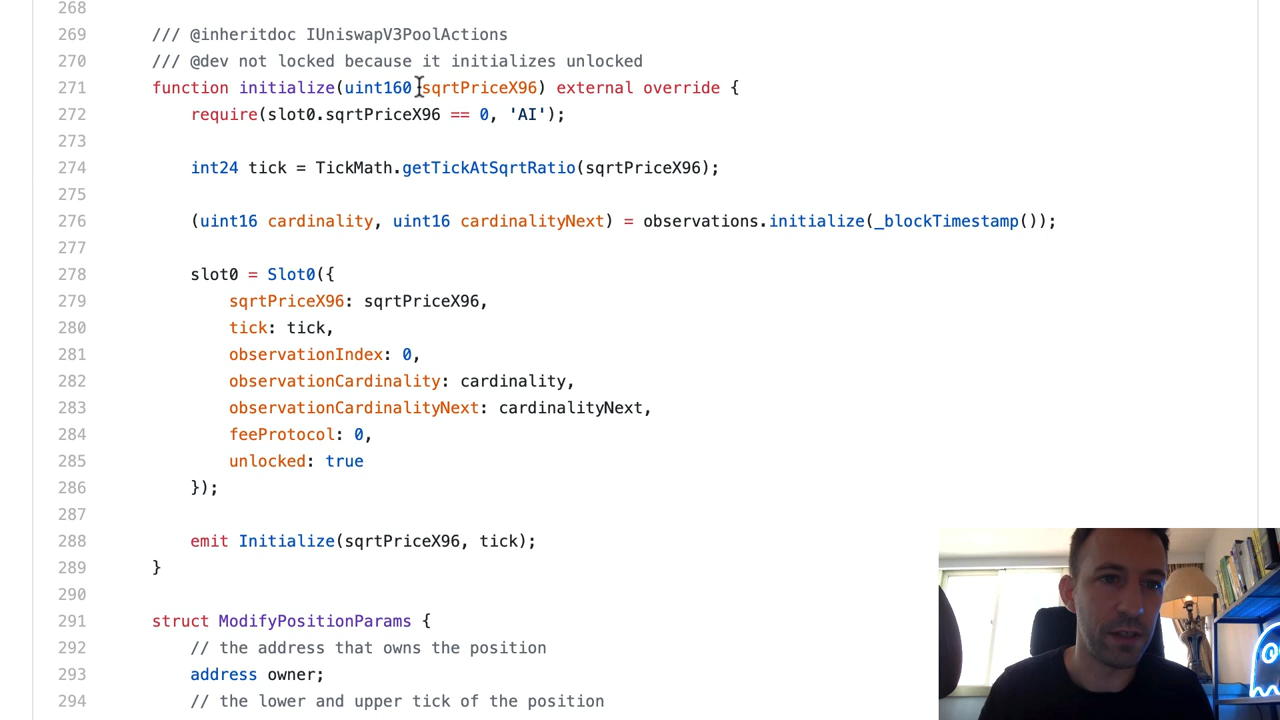 268
269 /// @inheritdoc IUniswapV3PoolActions
270 /// @dev not locked because it initializes unlocked
271 function initialize(uint160 sqrtPriceX96) external override {
272 require(slot0.sqrtPriceX96 == 0, 'AI');
273
274 int24 tick = TickMath.getTickAtSqrtRatio(sqrtPriceX96);
275
276 (uint16 cardinality, uint16 cardinalityNext) = observations.initialize(_blockTimestamp());
277
278 slot0 = Slot0({
279 sqrtPriceX96: sqrtPriceX96,
280 tick: tick,
281 observationIndex: 0,
282 observationCardinality: cardinality,
283 observationCardinalityNext: cardinalityNext,
284 feeProtocol: 0,
285 unlocked: true
286 });
287
288 emit Initialize(sqrtPriceX96, tick);
289 }
290
291 struct ModifyPositionParams {
292 // the address that owns the position
293 address owner;
294 // the lower and upper tick of the position